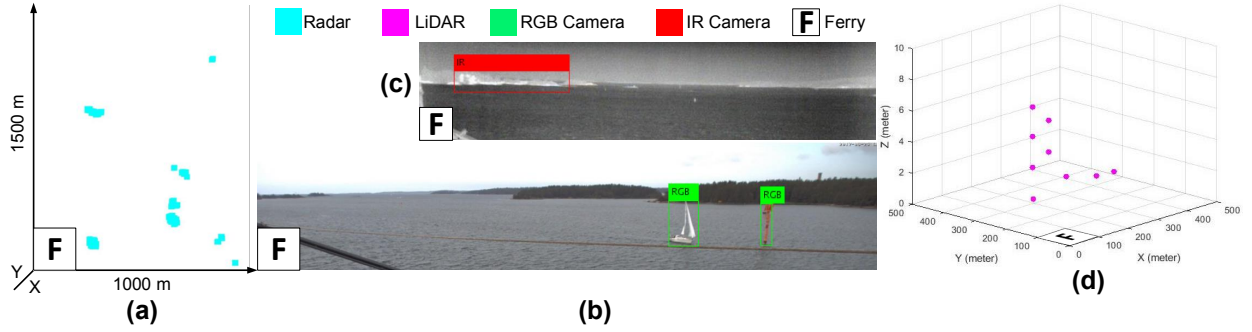 Radar LiDAR RGB Camera IR Camera F Ferry
1500 m
F
Y
X
1000 m
(a)
(c)
IR
F
RGB
RGB
F
(b)
10
8
6
4
2
0
Z (meter)
500
400
300
200
100
0
Y (meter)
F
0
100
200
300
400
500
X (meter)
(d)